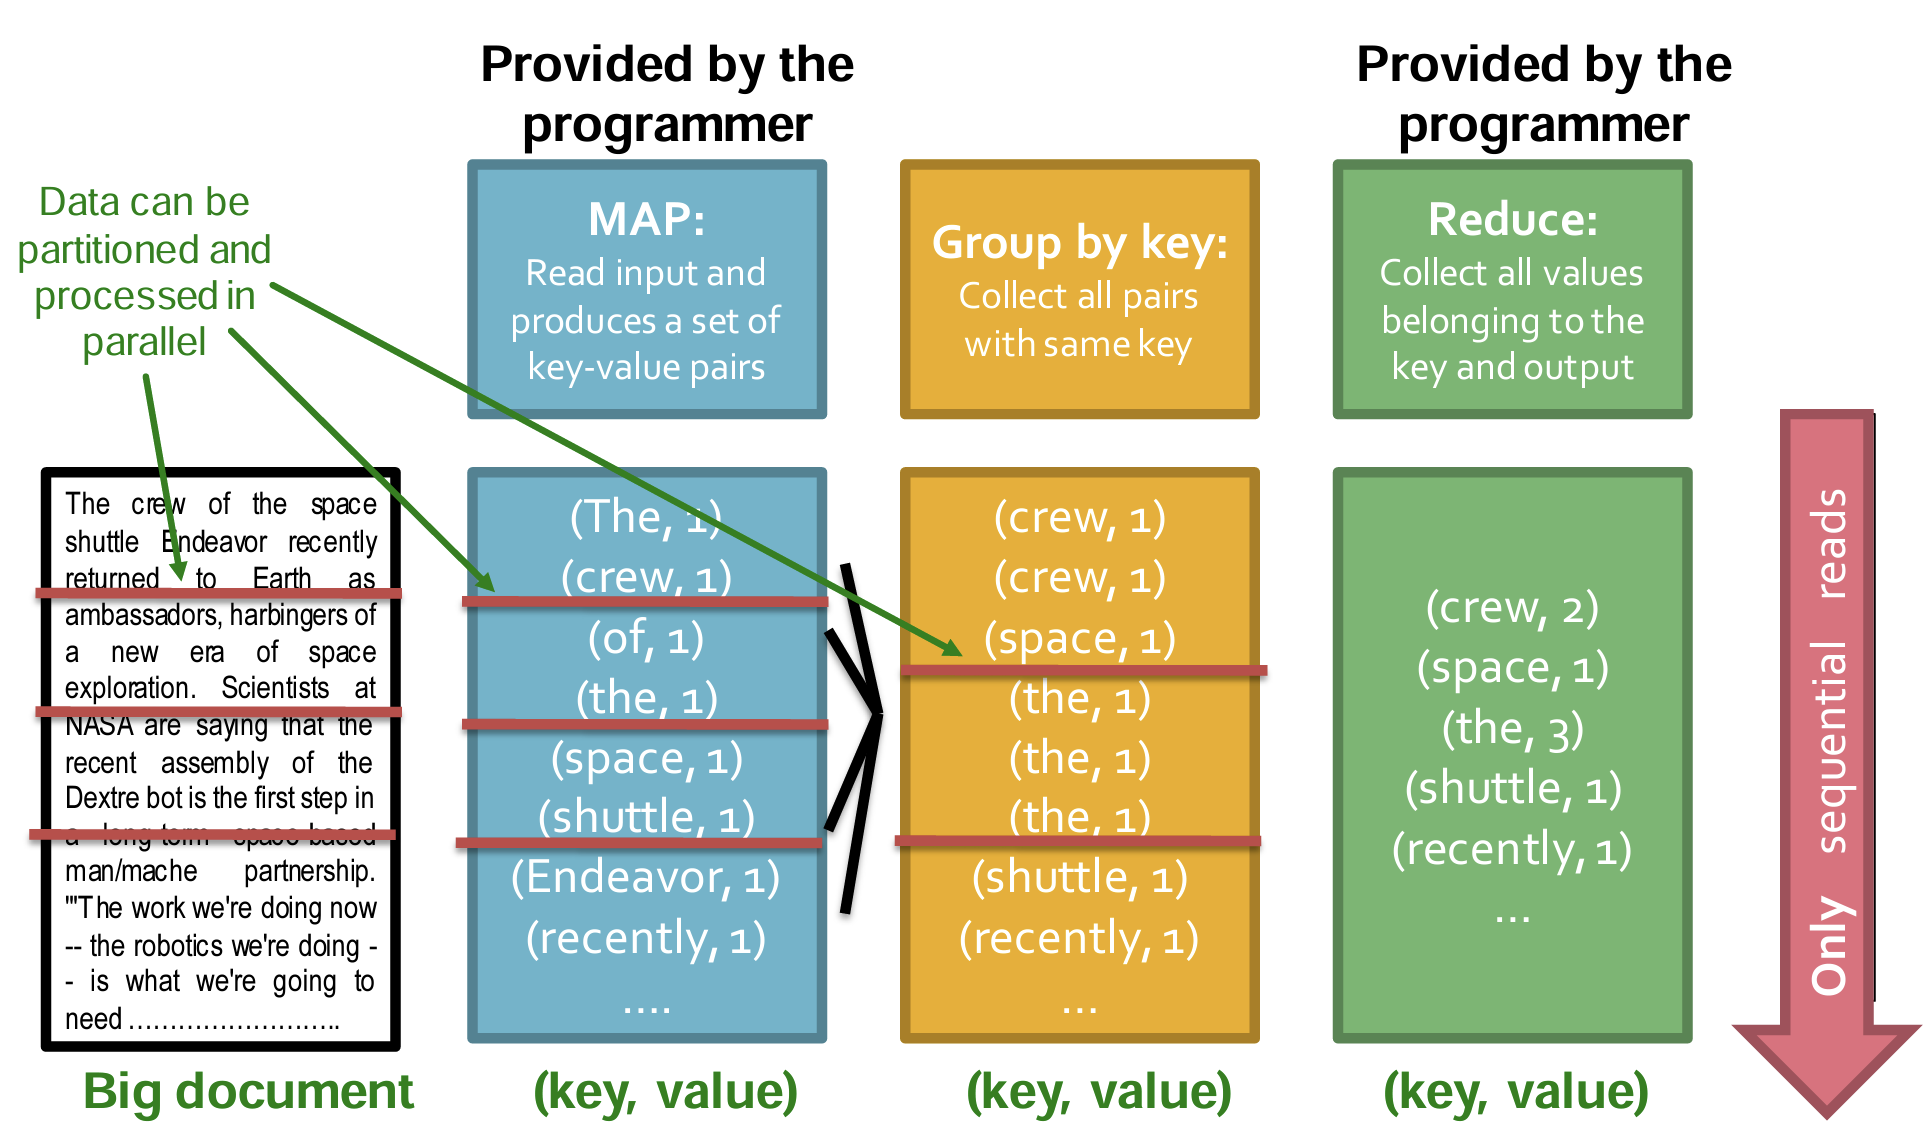 Provided by the
programmer
Provided by the
programmer
Data can be
partitioned and
processed in
parallel
MAP:
Read input and
produces a set of
key-value pairs
Group by key:
Collect all pairs
with same key
Reduce:
Collect all values
belonging to the
key and output
The crew of the space
shuttle Endeavor recently
returned to Earth as
ambassadors, harbingers of
a new era of space
exploration. Scientists at
NASA are saying that the
recent assembly of the
Dextre bot is the first step in
a long-term space-based
man/mache partnership.
'"The work we're doing now
-- the robotics we're doing -
- is what we're going to
need ……………………..
Big document
(The, 1)
(crew, 1)
(of, 1)
(the, 1)
(space, 1)
(shuttle, 1)
(Endeavor, 1)
(recently, 1)
….
(key, value)
(crew, 1)
(crew, 1)
(space, 1)
(the, 1)
(the, 1)
(the, 1)
(shuttle, 1)
(recently, 1)
…
(key, value)
(crew, 2)
(space, 1)
(the, 3)
(shuttle, 1)
(recently, 1)
…
(key, value)
Only sequential reads